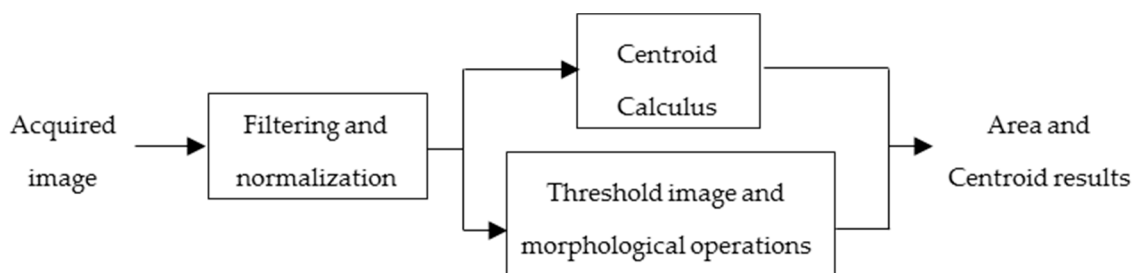 Acquired
image
Filtering and
normalization
Centroid
Calculus
Threshold image and
morphological operations
Area and
Centroid results